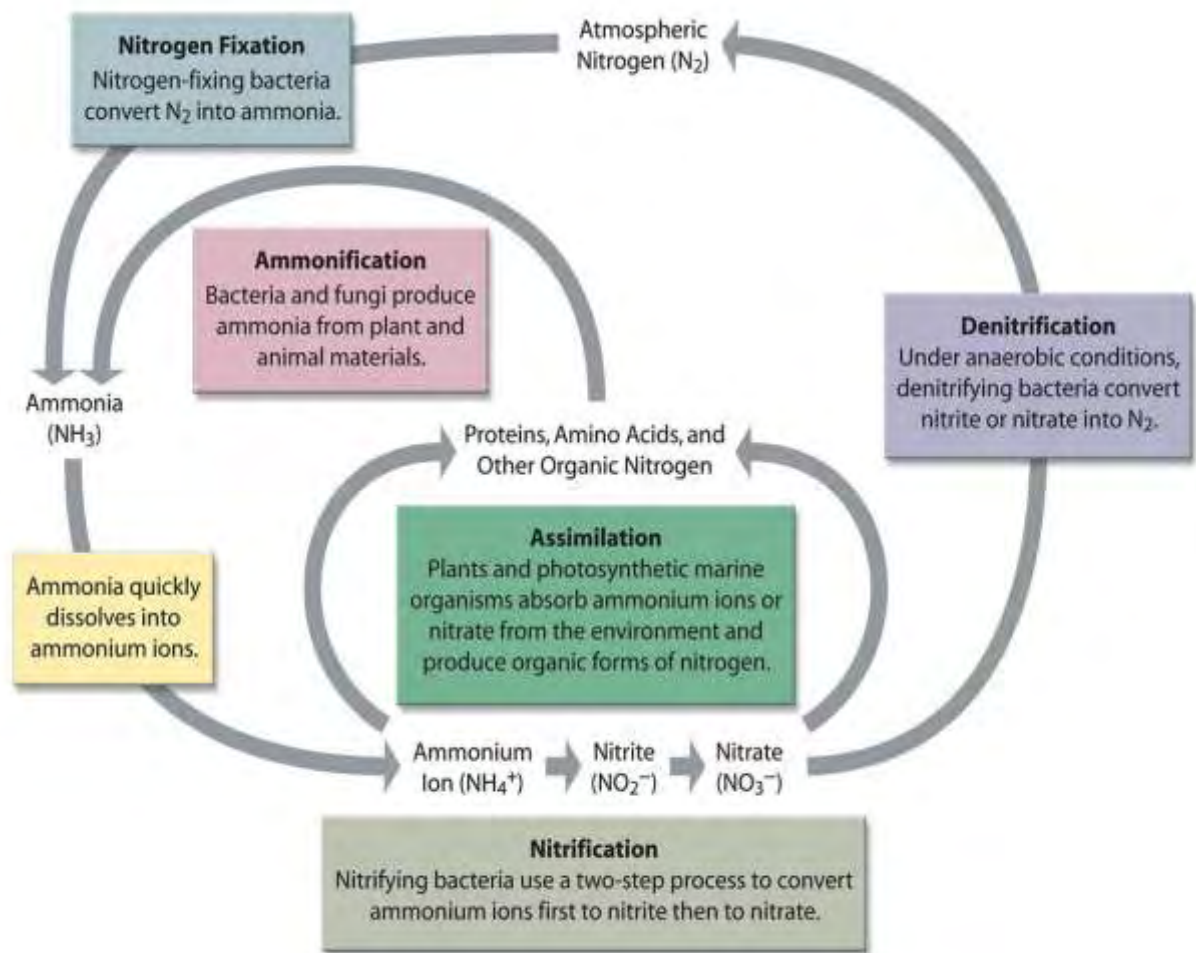 Nitrogen Fixation
Nitrogen-fixing bacteria
convert N₂ into ammonia.
Atmospheric
Nitrogen (N₂)
Ammonification
Bacteria and fungi produce
ammonia from plant and
animal materials.
Denitrification
Under anaerobic conditions,
denitrifying bacteria convert
nitrite or nitrate into N₂.
Ammonia
(NH₃)
Proteins, Amino Acids, and
Other Organic Nitrogen
Assimilation
Plants and photosynthetic marine
organisms absorb ammonium ions or
nitrate from the environment and
produce organic forms of nitrogen.
Ammonia quickly
dissolves into
ammonium ions.
Ammonium
Ion (NH₄⁺)
Nitrite
(NO₂⁻)
Nitrate
(NO₃⁻)
Nitrification
Nitrifying bacteria use a two-step process to convert
ammonium ions first to nitrite then to nitrate.